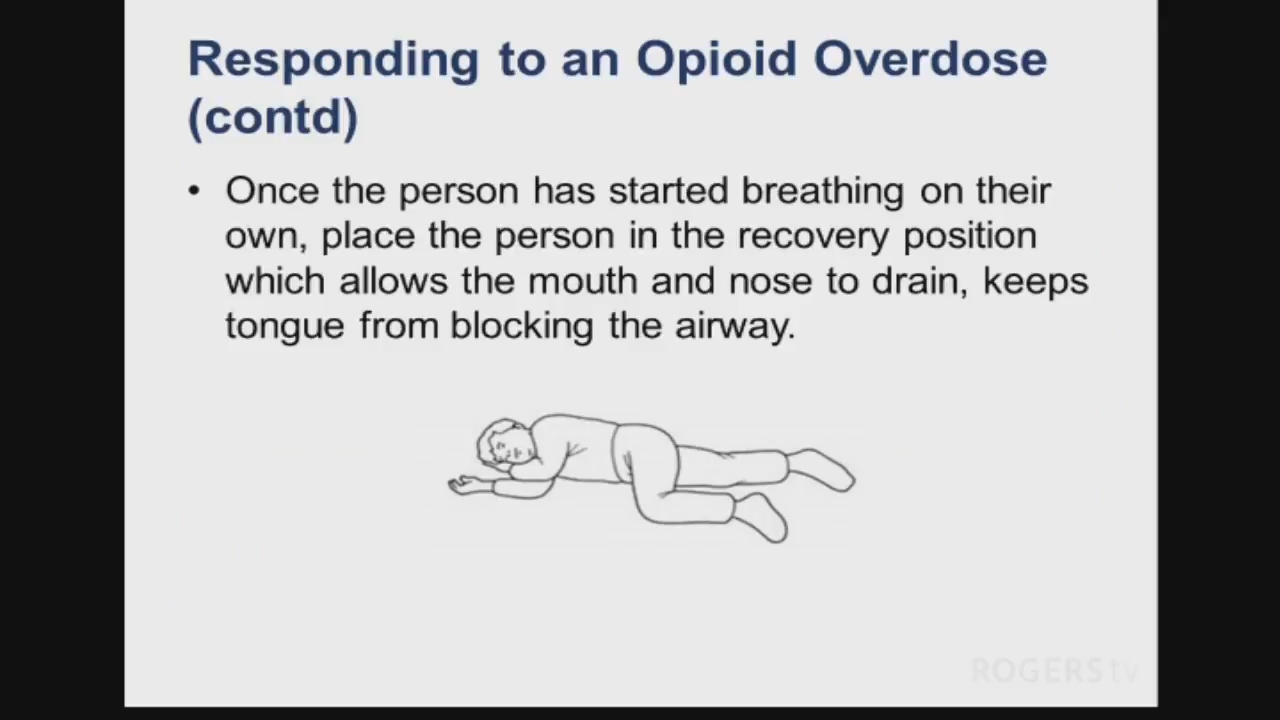 Responding to an Opioid Overdose
(contd)
• Once the person has started breathing on their
own, place the person in the recovery position
which allows the mouth and nose to drain, keeps
tongue from blocking the airway.
ROGERS tv